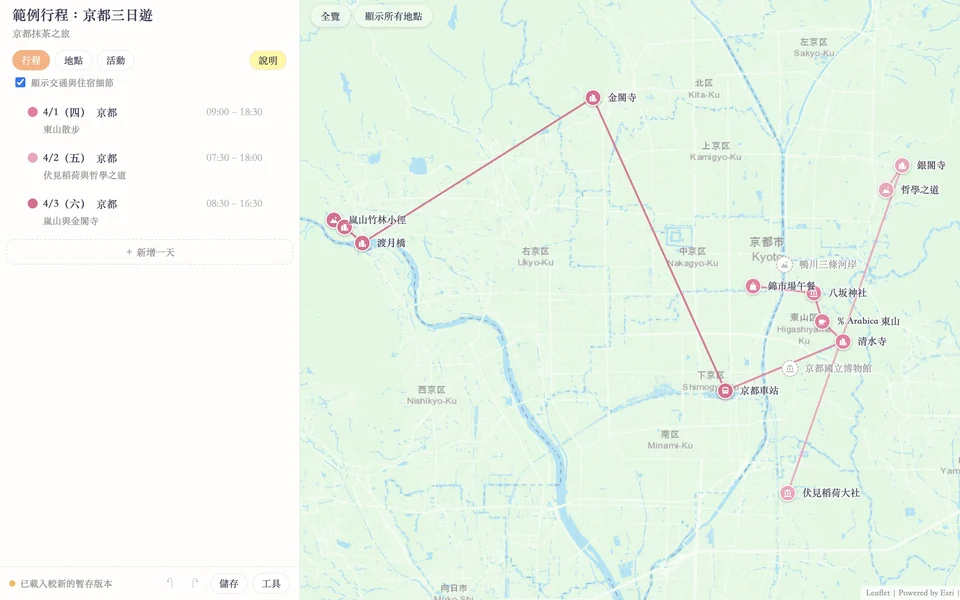 範例行程：京都三日遊
京都抹茶之旅
行程 地點 活動 說明
顯示交通與住宿細節
4/1（四） 京都 09:00 – 18:30
東山散步
4/2（五） 京都 07:30 – 18:00
伏見稻荷與哲學之道
4/3（六） 京都 08:30 – 16:30
嵐山與金閣寺
+ 新增一天
已載入較新的暫存版本
儲存 工具
全覽 顯示所有地點
左京区
Sakyo-Ku
北区
Kita-Ku
金閣寺
上京区
Kamigyo-Ku
銀閣寺
哲學之道
嵐山竹林小徑
渡月橋
右京区
Ukyo-Ku
中京区
Nakagyo-Ku
京都市
Kyoto
鴨川三條河岸
錦市場午餐
八坂神社
% Arabica 東山
東山区
Higashiyama-
Ku
清水寺
京都國立博物館
下京区
Shimogyo-
京都車站
西京区
Nishikyo-Ku
南区
Minami-Ku
伏見稻荷大社
向日市
Muko-Shi
Leaflet | Powered by Esri |